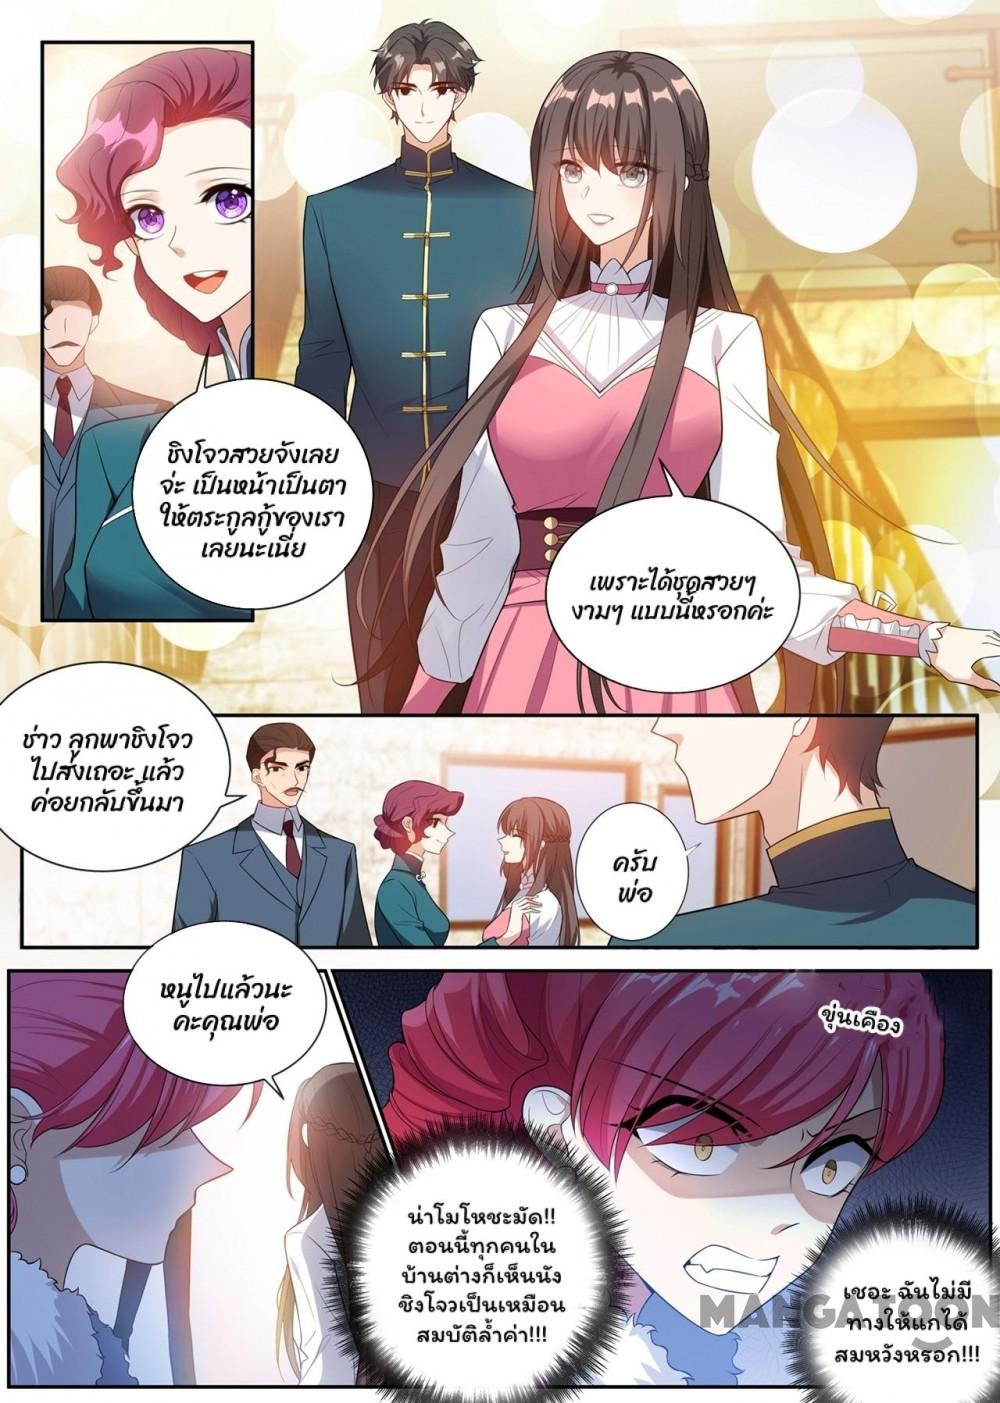 ชิงโจวสวยจังเลย
จ่ะ เป็นหน้าเป็นตา
ให้ตระกูลกู้ของเรา
เลยนะเนี่ย
เพราะได้ชุดสวยๆ
งามๆ แบบนี้หรอกค่ะ
ช่าว ลูกพาชิงโจว
ไปส่งเถอะ แล้ว
ค่อยกลับขึ้นมา
ครับ
พ่อ
หนูไปแล้วนะ
คะคุณพ่อ
ขุ่นเคือง
น่าโมโหชะมัด!!
ตอนนี้ทุกคนใน
บ้านต่างก็เห็นนัง
ชิงโจวเป็นเหมือน
สมบัติล้ำค่า!!!
เชอะ ฉันไม่มี
ทางให้แกได้
สมหวังหรอก!!!
MANGATOON